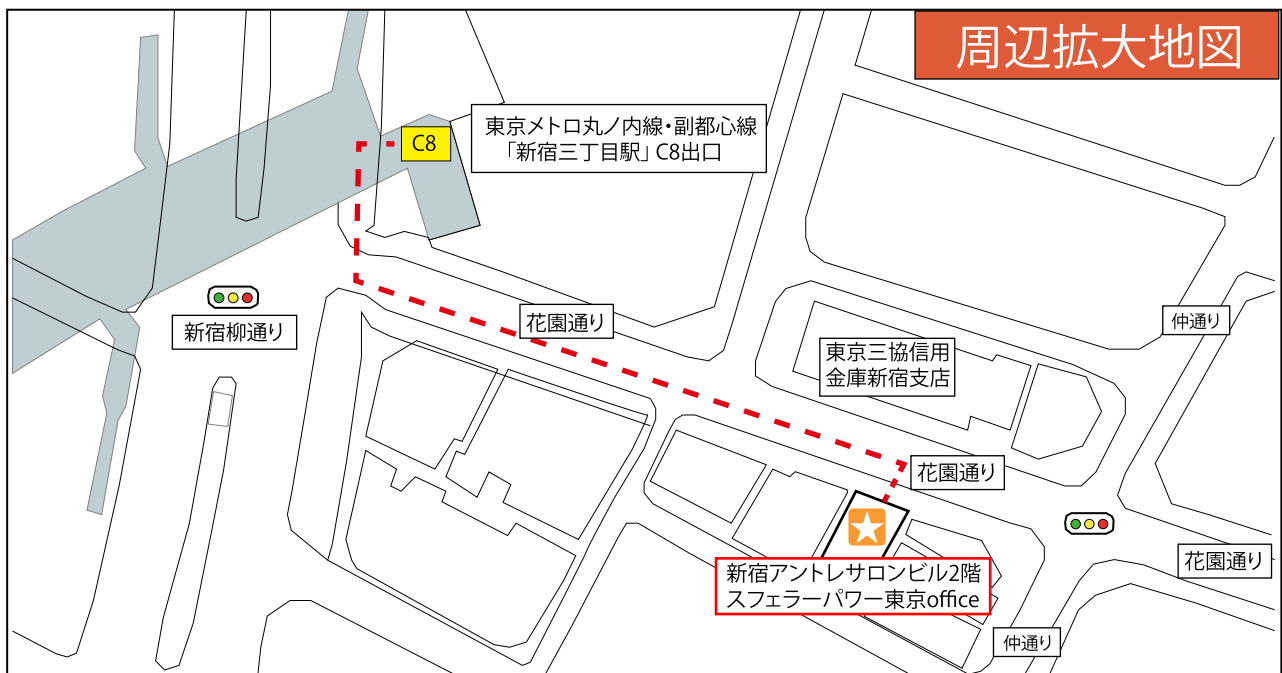 周辺拡大地図
C8
東京メトロ丸ノ内線・副都心線
「新宿三丁目駅」C8出口
新宿柳通り
花園通り
仲通り
東京三協信用
金庫新宿支店
花園通り
花園通り
新宿アントレサロンビル2階
スフェラーパワー東京office
仲通り